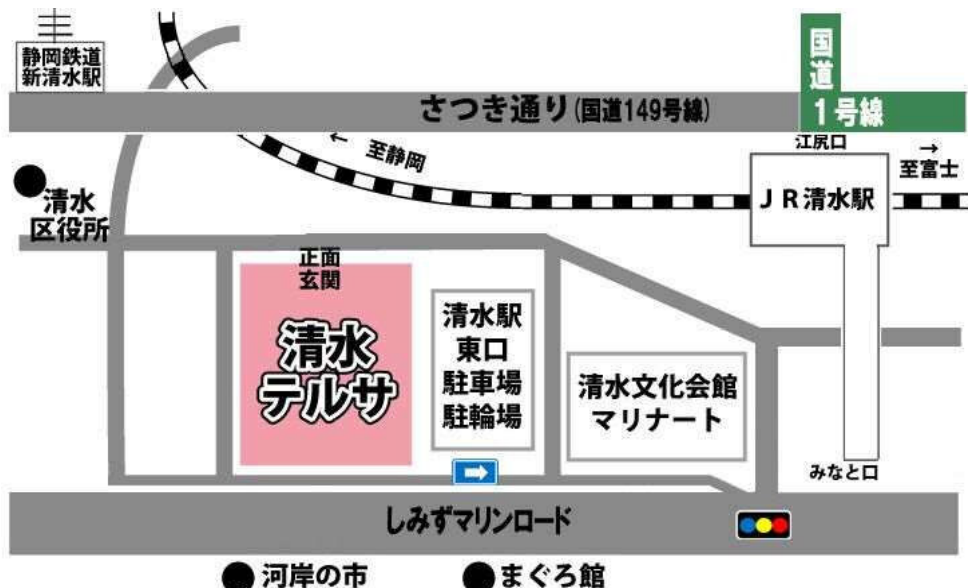 静岡鉄道
新清水駅
国道
1号線
さつき通り(国道149号線)
← 至静岡
江尻口
→
至富士
JR清水駅
清水
区役所
正面
玄関
清水
テルサ
清水駅
東口
駐車場
駐輪場
清水文化会館
マリナート
みなと口
→
しみずマリンロード
河岸の市
まぐろ館